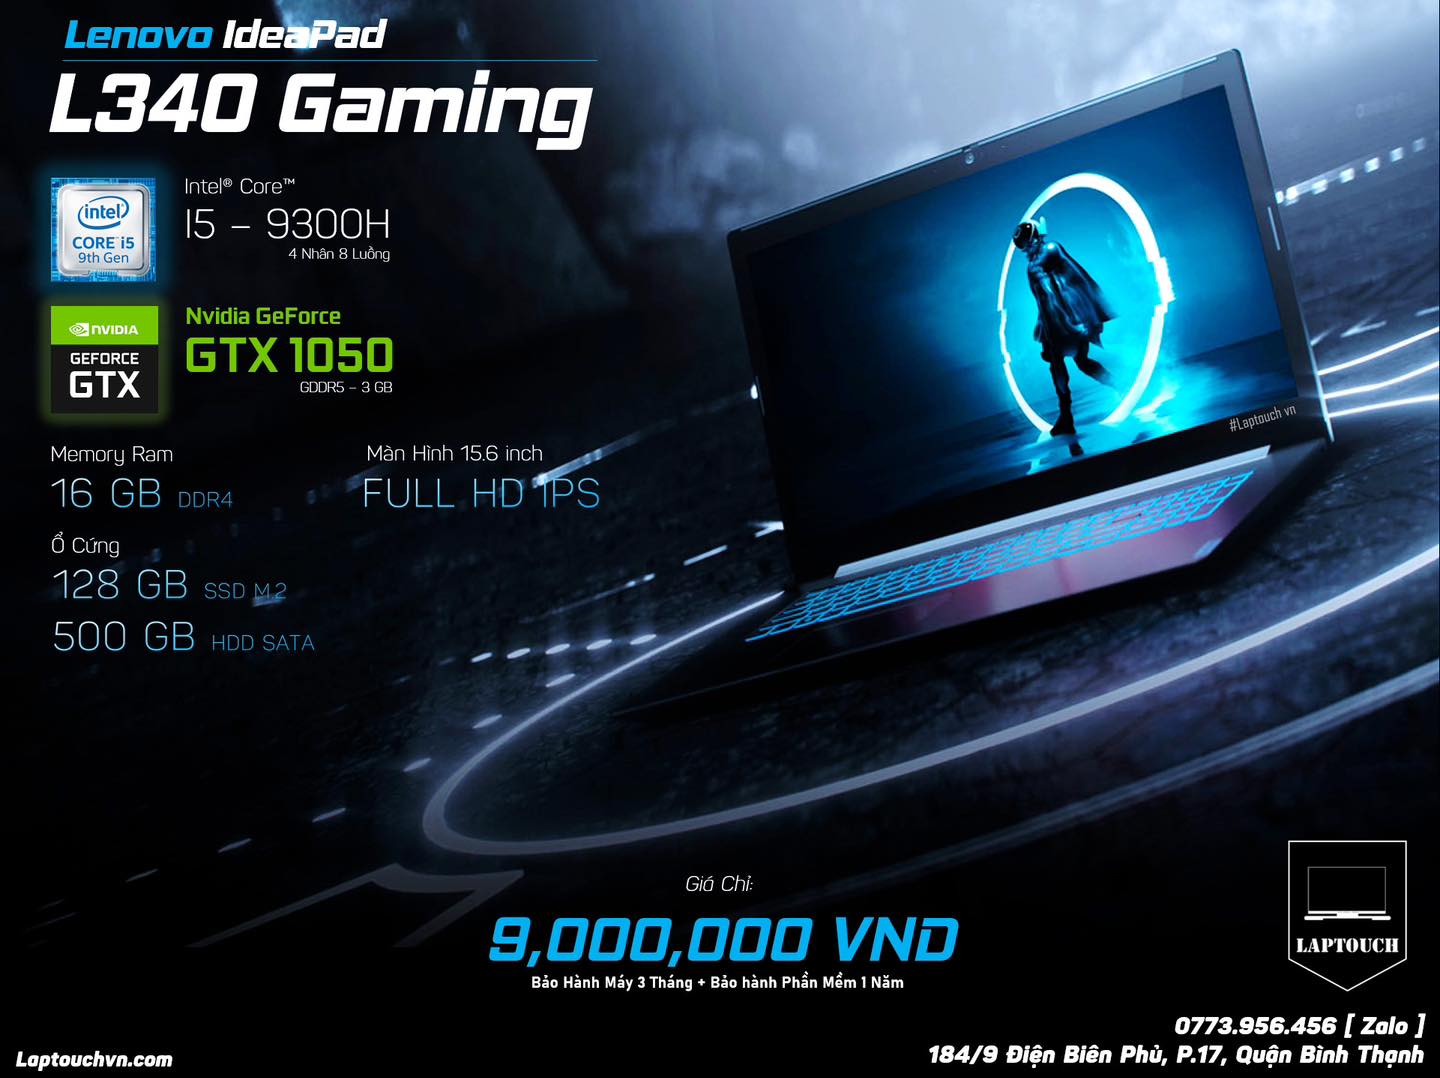 Lenovo IdeaPad
L340 Gaming
intel
CORE i5
9th Gen
Intel® Core™
I5 – 9300H
4 Nhân 8 Luồng
NVIDIA
GEFORCE
GTX
Nvidia GeForce
GTX 1050
GDDR5 – 3 GB
Memory Ram
16 GB DDR4
Màn Hình 15.6 inch
FULL HD IPS
Ổ Cứng
128 GB SSD M.2
500 GB HDD SATA
#Laptouch vn
Giá Chỉ:
9,000,000 VND
Bảo Hành Máy 3 Tháng + Bảo hành Phần Mềm 1 Năm
LAPTOUCH
0773.956.456 [ Zalo ]
184/9 Điện Biên Phủ, P.17, Quận Bình Thạnh
Laptouchvn.com